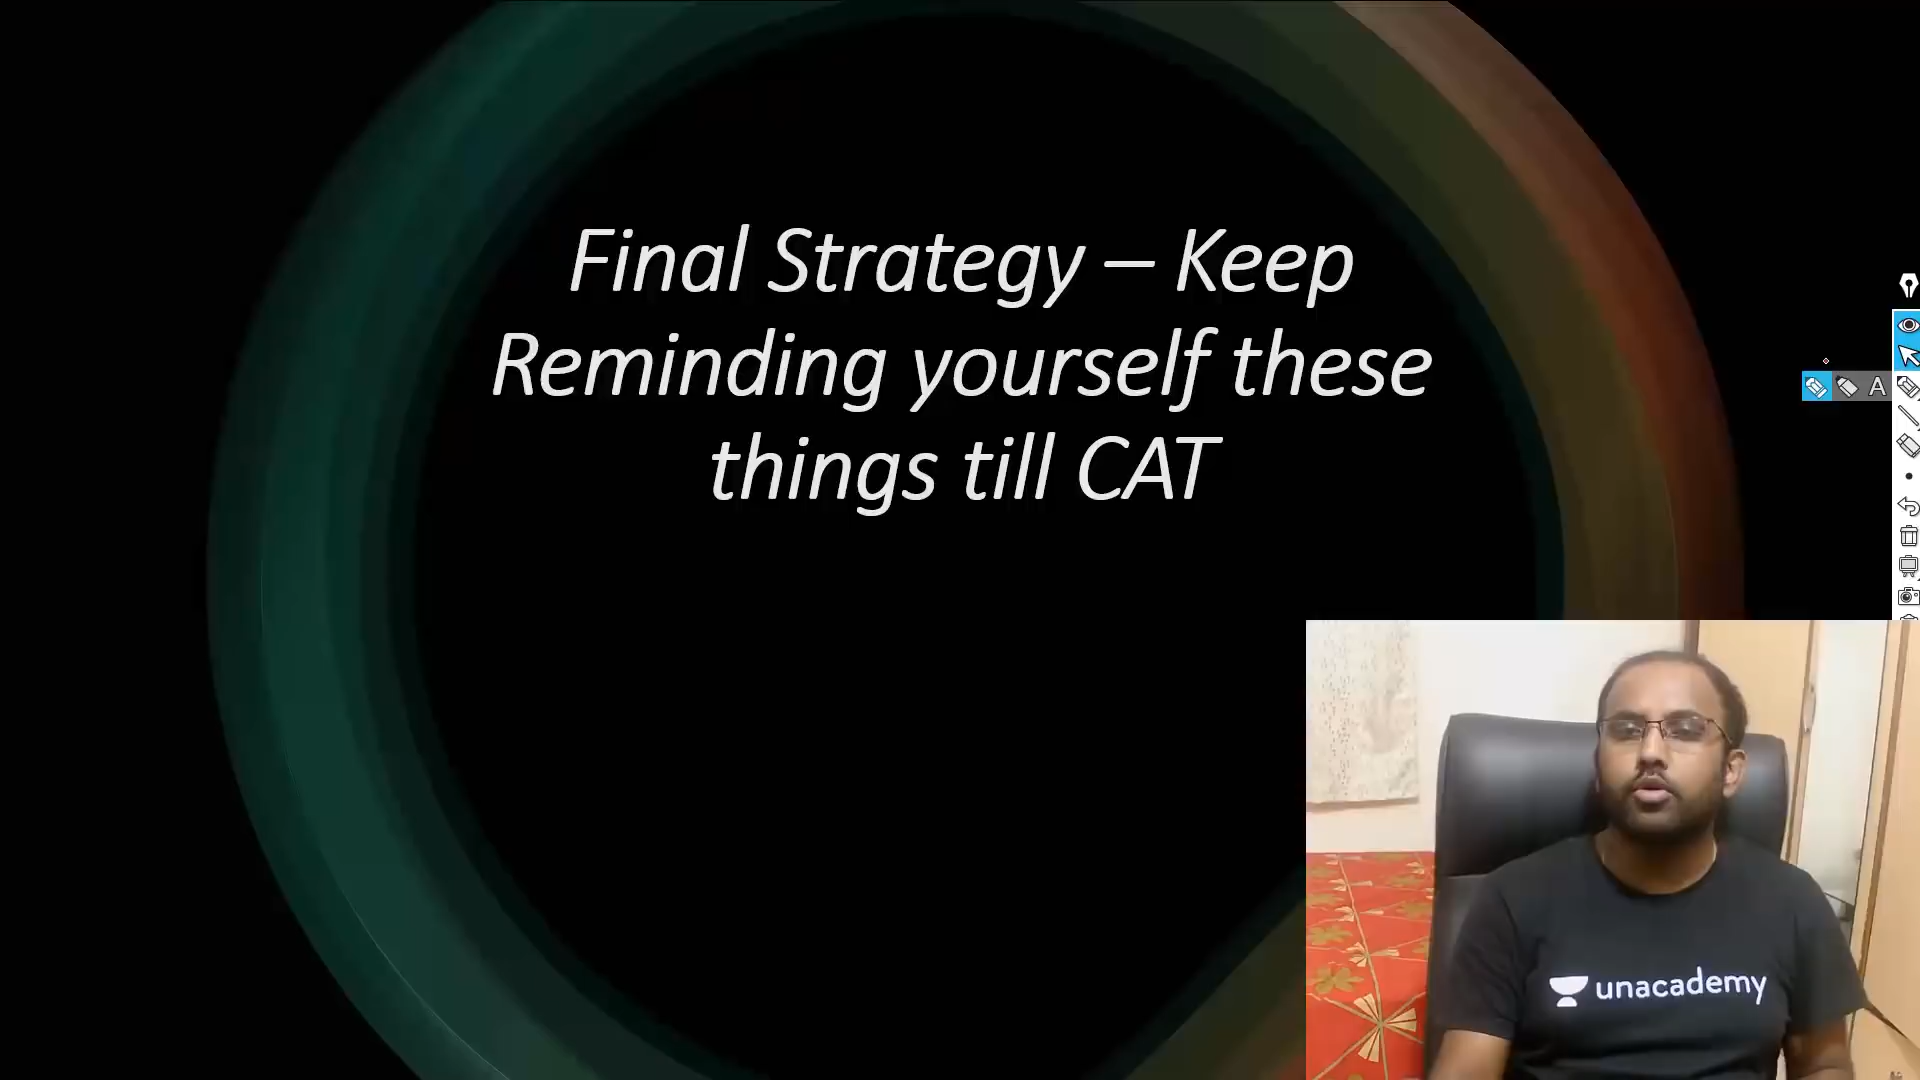 Final Strategy – Keep
Reminding yourself these
things till CAT
A
unacademy